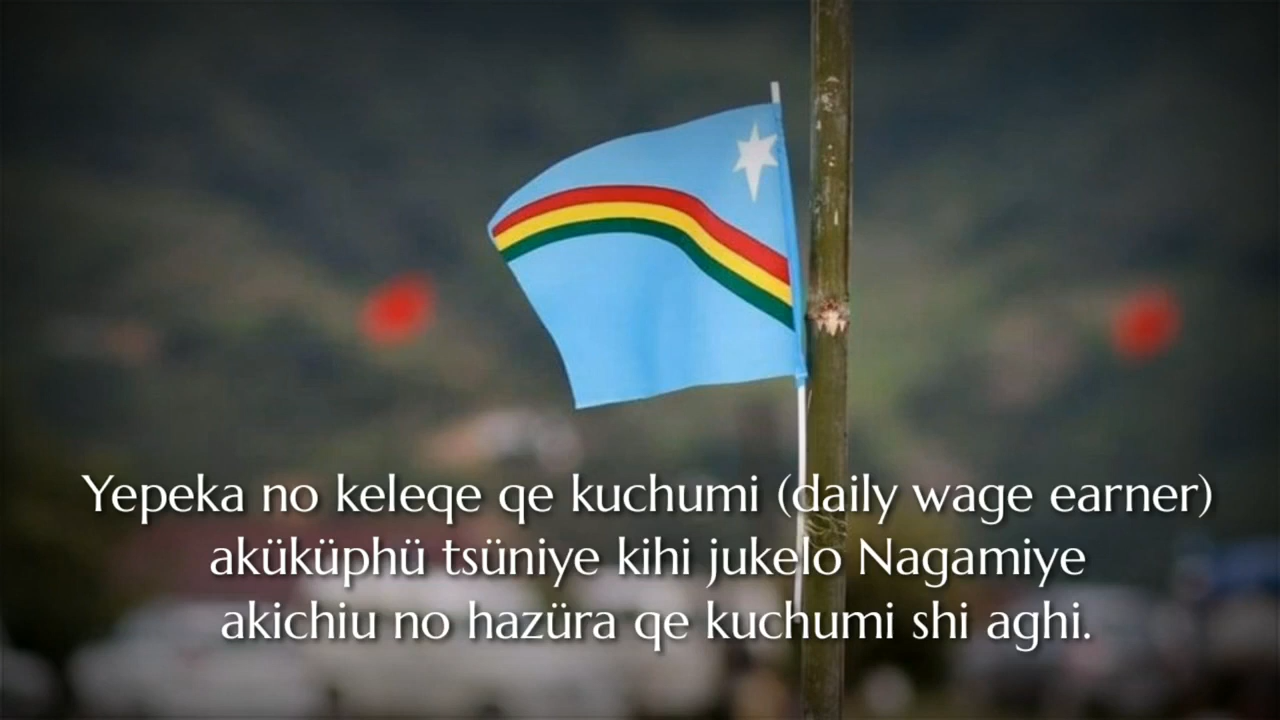 Yepeka no keleqe qe kuchumi (daily wage earner)
aküküphü tsüniye kihi jukelo Nagamiye
akichiu no hazüra qe kuchumi shi aghi.